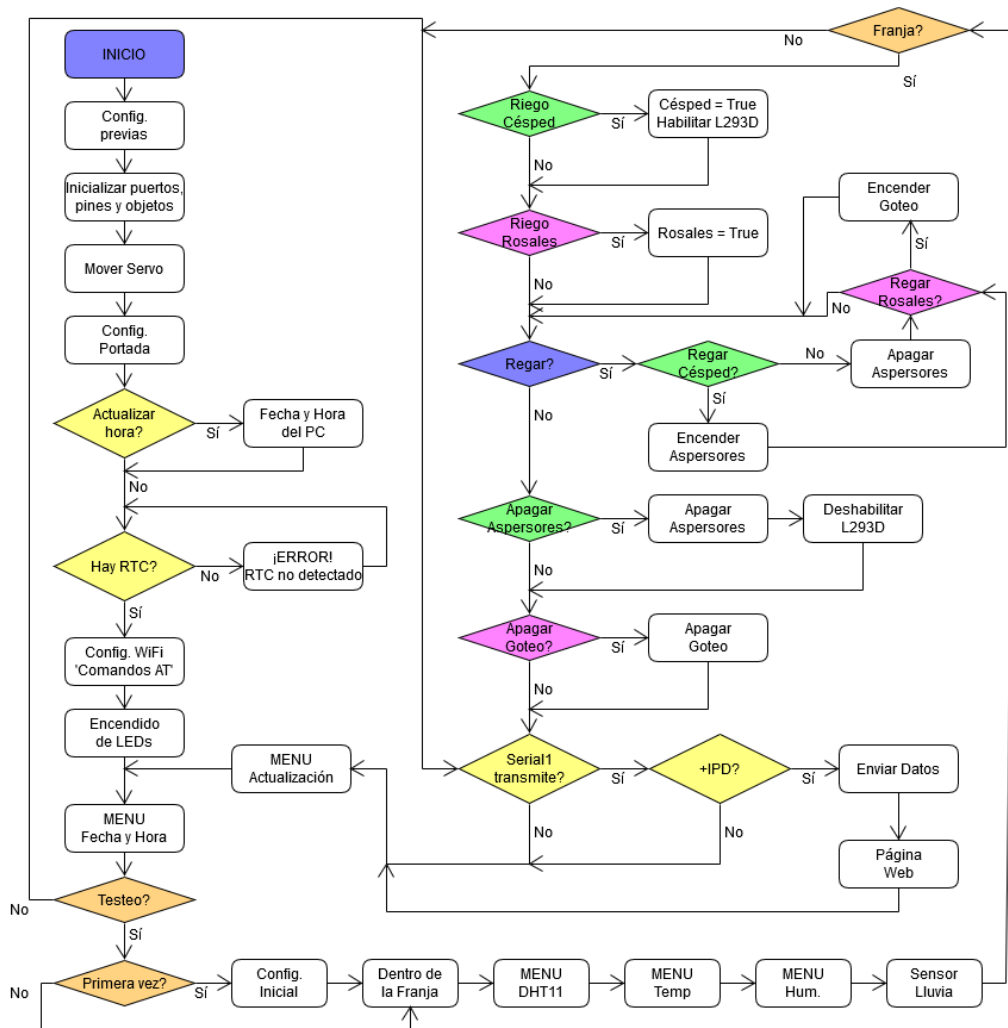 INICIO
Config.
previas
Inicializar puertos,
pines y objetos
Mover Servo
Config.
Portada
Actualizar
hora?
Sí
Fecha y Hora
del PC
No
Hay RTC?
No
¡ERROR!
RTC no detectado
Sí
Config. WiFi
'Comandos AT'
Encendido
de LEDs
MENU
Actualización
MENU
Fecha y Hora
Testeo?
No
Sí
Primera vez?
No
Sí
Config.
Inicial
Dentro de
la Franja
MENU
DHT11
MENU
Temp
MENU
Hum.
Sensor
Lluvia
Franja?
No
Sí
Riego
Césped
Sí
Césped = True
Habilitar L293D
No
Riego
Rosales
Sí
Rosales = True
No
Encender
Goteo
Sí
Regar
Rosales?
No
Regar?
Sí
Regar
Césped?
No
Apagar
Aspersores
Sí
Encender
Aspersores
No
Apagar
Aspersores?
Sí
Apagar
Aspersores
Deshabilitar
L293D
No
Apagar
Goteo?
Sí
Apagar
Goteo
No
Serial1
transmite?
Sí
+IPD?
Sí
Enviar Datos
No
No
Página
Web